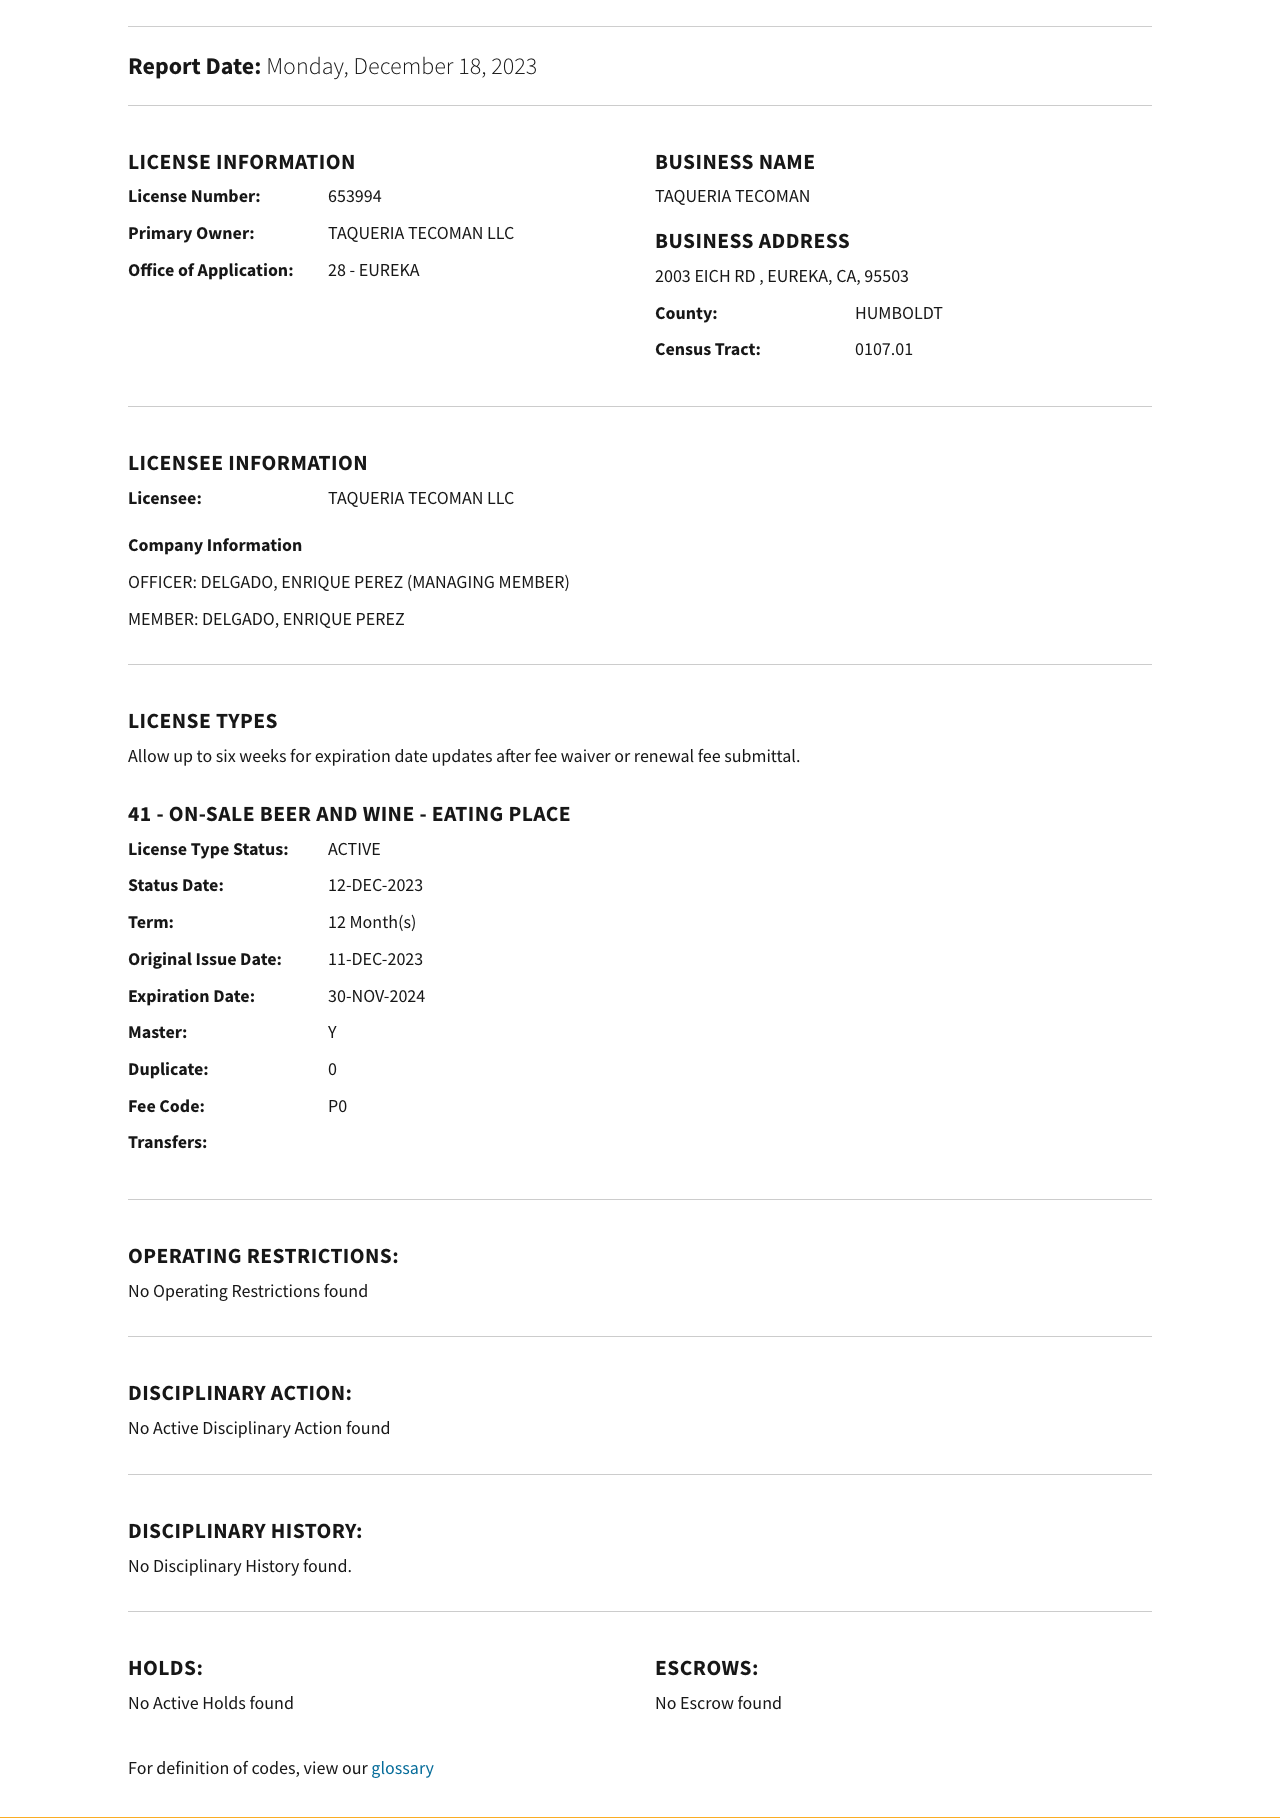 Report Date: Monday, December 18, 2023
LICENSE INFORMATION
License Number: 653994
Primary Owner: TAQUERIA TECOMAN LLC
Office of Application: 28 - EUREKA
BUSINESS NAME
TAQUERIA TECOMAN
BUSINESS ADDRESS
2003 EICH RD , EUREKA, CA, 95503
County: HUMBOLDT
Census Tract: 0107.01
LICENSEE INFORMATION
Licensee: TAQUERIA TECOMAN LLC
Company Information
OFFICER: DELGADO, ENRIQUE PEREZ (MANAGING MEMBER)
MEMBER: DELGADO, ENRIQUE PEREZ
LICENSE TYPES
Allow up to six weeks for expiration date updates after fee waiver or renewal fee submittal.
41 - ON-SALE BEER AND WINE - EATING PLACE
License Type Status: ACTIVE
Status Date: 12-DEC-2023
Term: 12 Month(s)
Original Issue Date: 11-DEC-2023
Expiration Date: 30-NOV-2024
Master: Y
Duplicate: 0
Fee Code: P0
Transfers:
OPERATING RESTRICTIONS:
No Operating Restrictions found
DISCIPLINARY ACTION:
No Active Disciplinary Action found
DISCIPLINARY HISTORY:
No Disciplinary History found.
HOLDS:
No Active Holds found
ESCROWS:
No Escrow found
For definition of codes, view our glossary